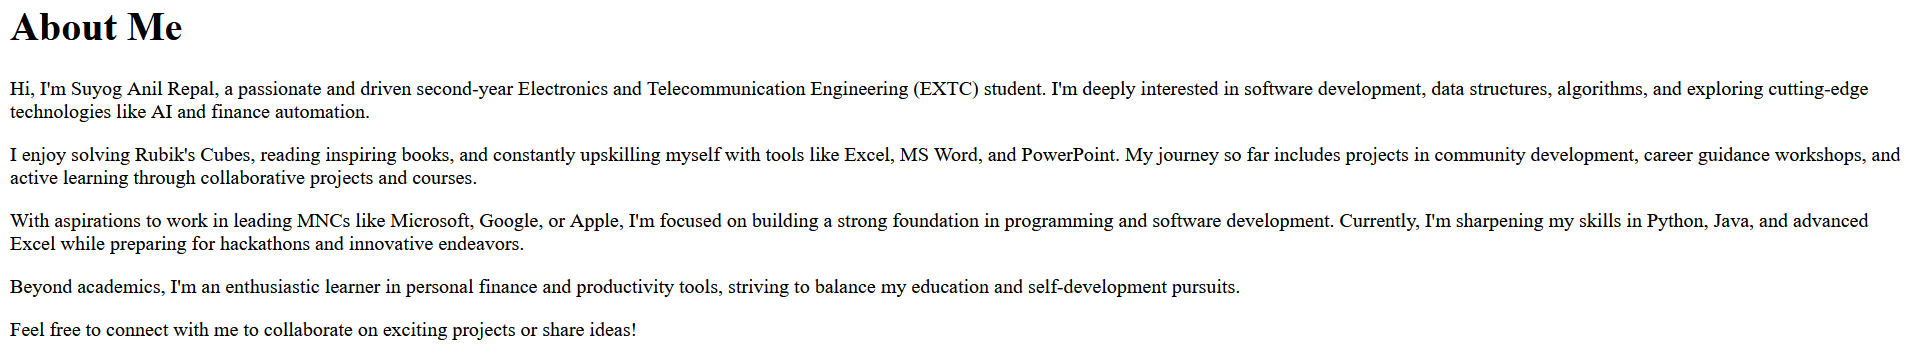 About Me
Hi, I'm Suyog Anil Repal, a passionate and driven second-year Electronics and Telecommunication Engineering (EXTC) student. I'm deeply interested in software development, data structures, algorithms, and exploring cutting-edge
technologies like AI and finance automation.
I enjoy solving Rubik's Cubes, reading inspiring books, and constantly upskilling myself with tools like Excel, MS Word, and PowerPoint. My journey so far includes projects in community development, career guidance workshops, and
active learning through collaborative projects and courses.
With aspirations to work in leading MNCs like Microsoft, Google, or Apple, I'm focused on building a strong foundation in programming and software development. Currently, I'm sharpening my skills in Python, Java, and advanced
Excel while preparing for hackathons and innovative endeavors.
Beyond academics, I'm an enthusiastic learner in personal finance and productivity tools, striving to balance my education and self-development pursuits.
Feel free to connect with me to collaborate on exciting projects or share ideas!